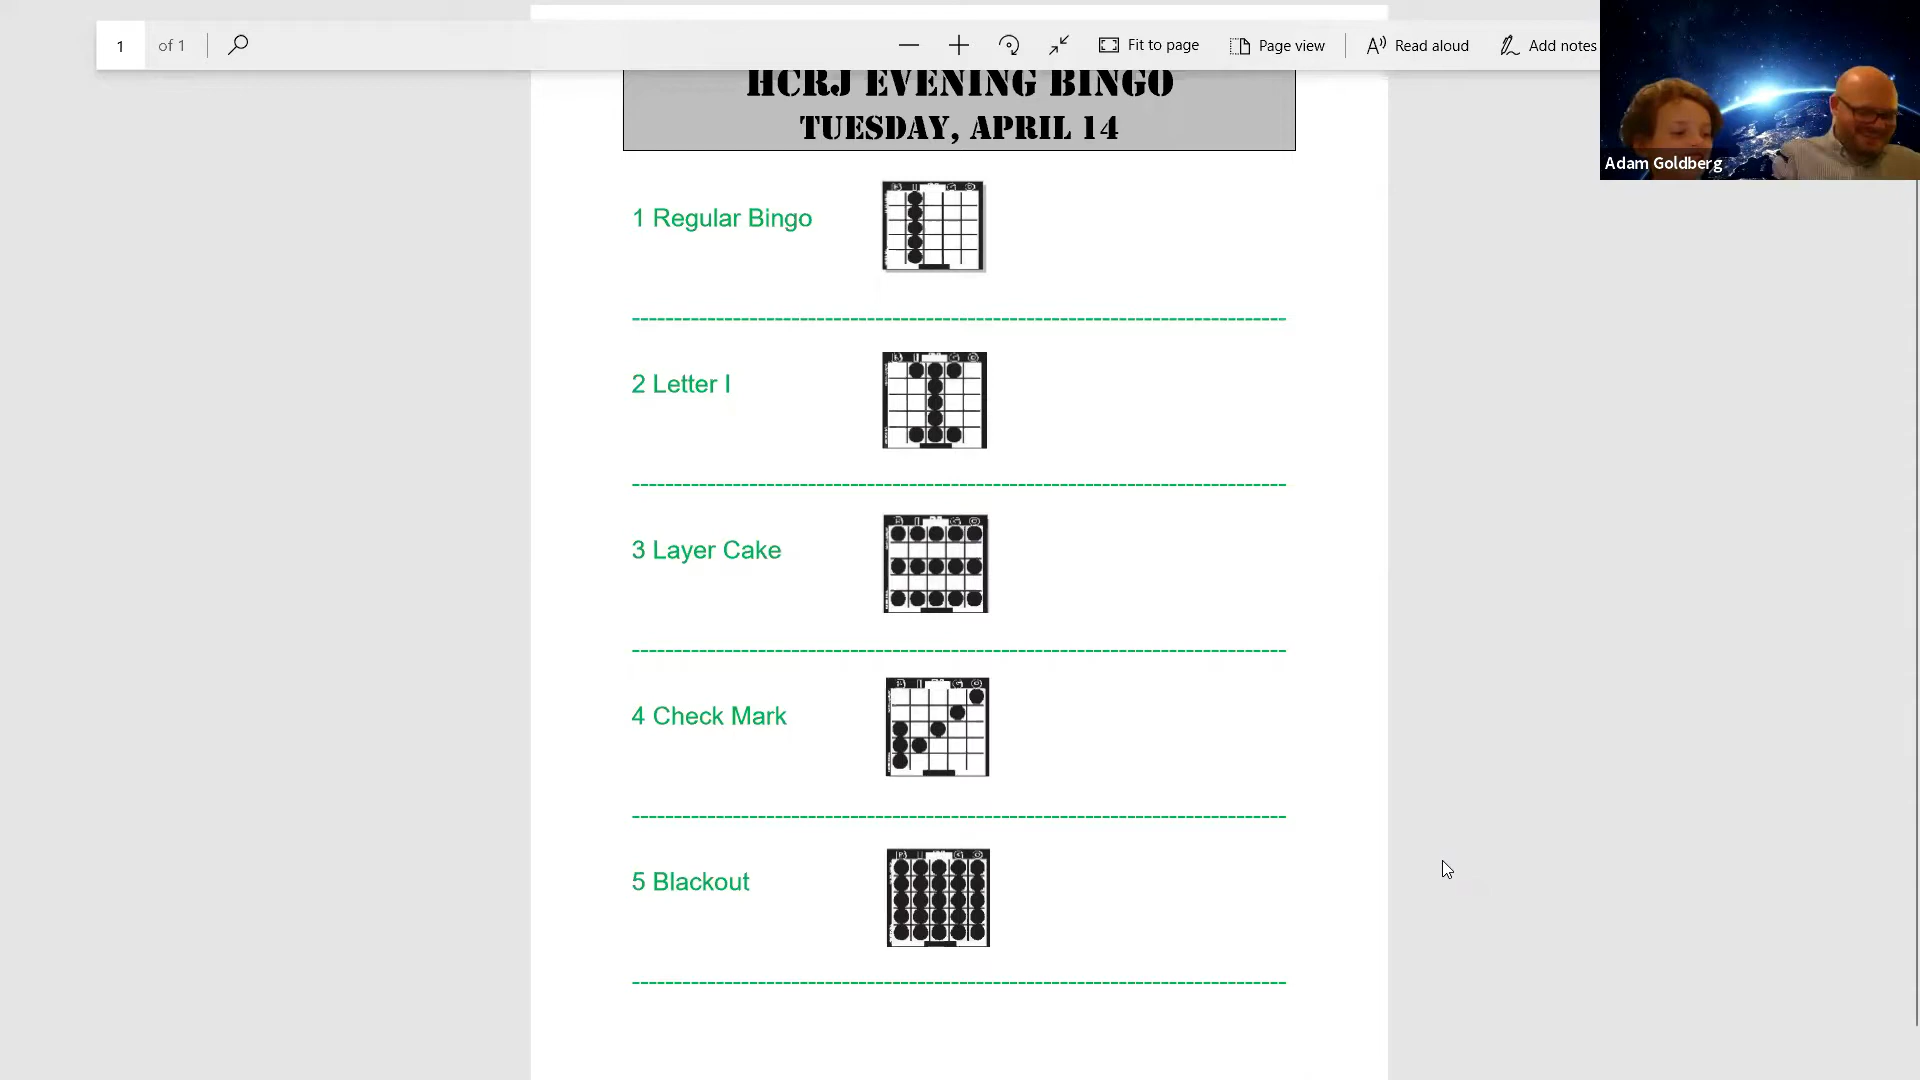 1 of 1 Fit to page Page view Read aloud Add notes
Adam Goldberg
HCRJ EVENING BINGO
TUESDAY, APRIL 14
1 Regular Bingo
2 Letter I
3 Layer Cake
4 Check Mark
5 Blackout